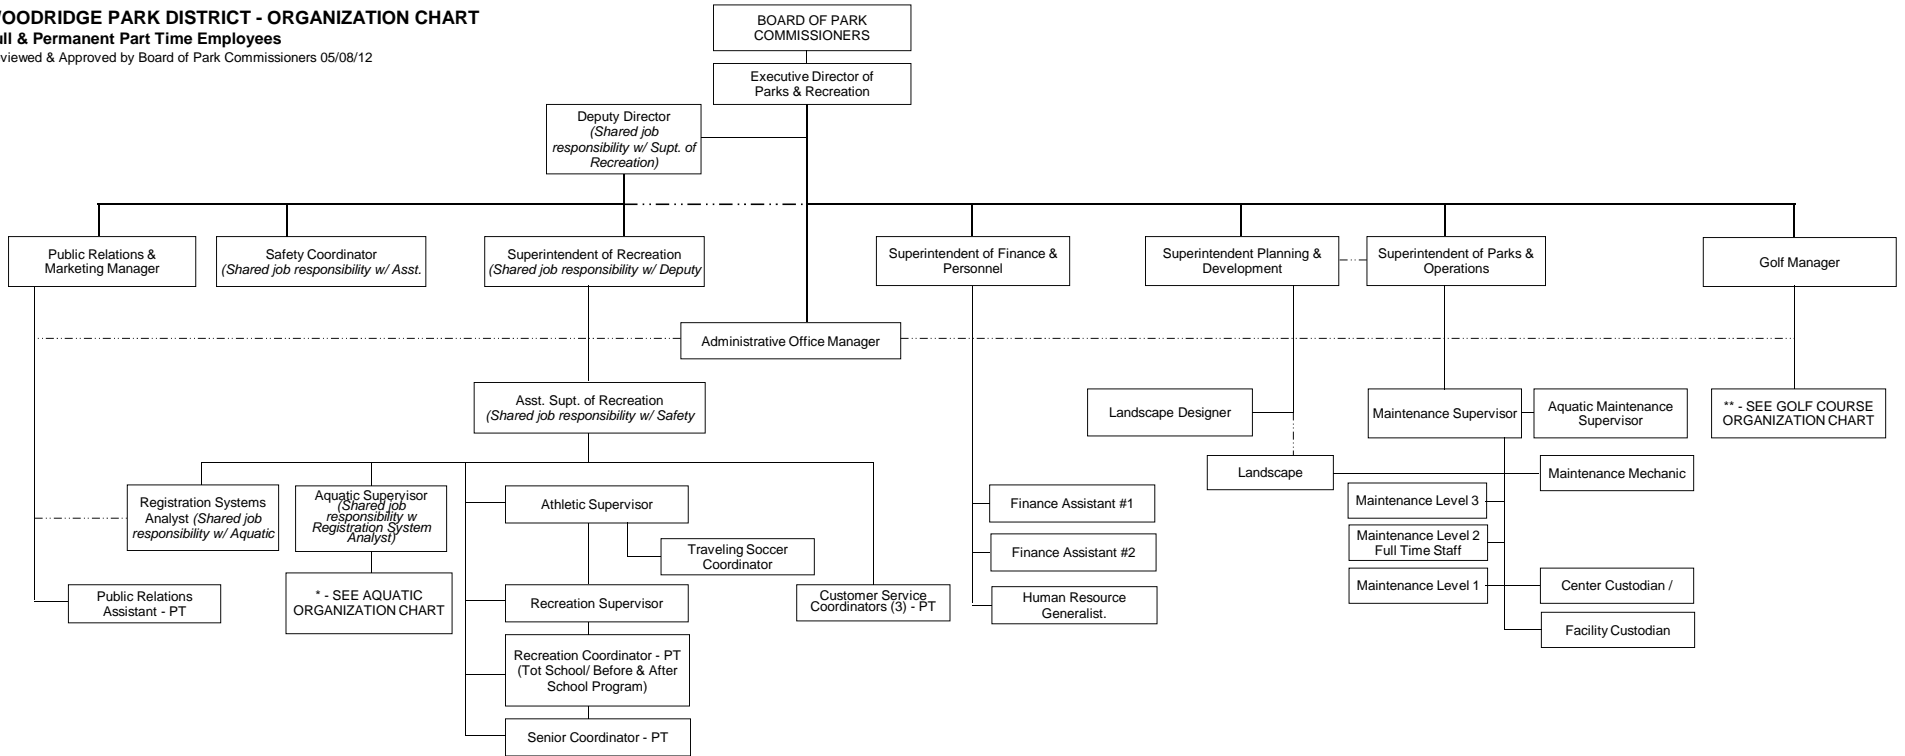 WOODRIDGE PARK DISTRICT - ORGANIZATION CHART
ull & Permanent Part Time Employees
viewed & Approved by Board of Park Commissioners 05/08/12
BOARD OF PARK
COMMISSIONERS
Executive Director of
Parks & Recreation
Deputy Director
(Shared job
responsibility w/ Supt. of
Recreation)
Public Relations &
Marketing Manager
Safety Coordinator
(Shared job responsibility w/ Asst.
Superintendent of Recreation
(Shared job responsibility w/ Deputy
Superintendent of Finance &
Personnel
Superintendent Planning &
Development
Superintendent of Parks &
Operations
Golf Manager
Administrative Office Manager
Asst. Supt. of Recreation
(Shared job responsibility w/ Safety
Landscape Designer
Maintenance Supervisor
Aquatic Maintenance
Supervisor
** - SEE GOLF COURSE
ORGANIZATION CHART
Landscape
Maintenance Mechanic
Registration Systems
Analyst (Shared job
responsibility w/ Aquatic
Aquatic Supervisor
(Shared job
responsibility w
Registration System
Analyst)
Athletic Supervisor
Finance Assistant #1
Maintenance Level 3
Traveling Soccer
Coordinator
Finance Assistant #2
Maintenance Level 2
Full Time Staff
Public Relations
Assistant - PT
* - SEE AQUATIC
ORGANIZATION CHART
Recreation Supervisor
Customer Service
Coordinators (3) - PT
Human Resource
Generalist.
Maintenance Level 1
Center Custodian /
Facility Custodian
Recreation Coordinator - PT
(Tot School/ Before & After
School Program)
Senior Coordinator - PT